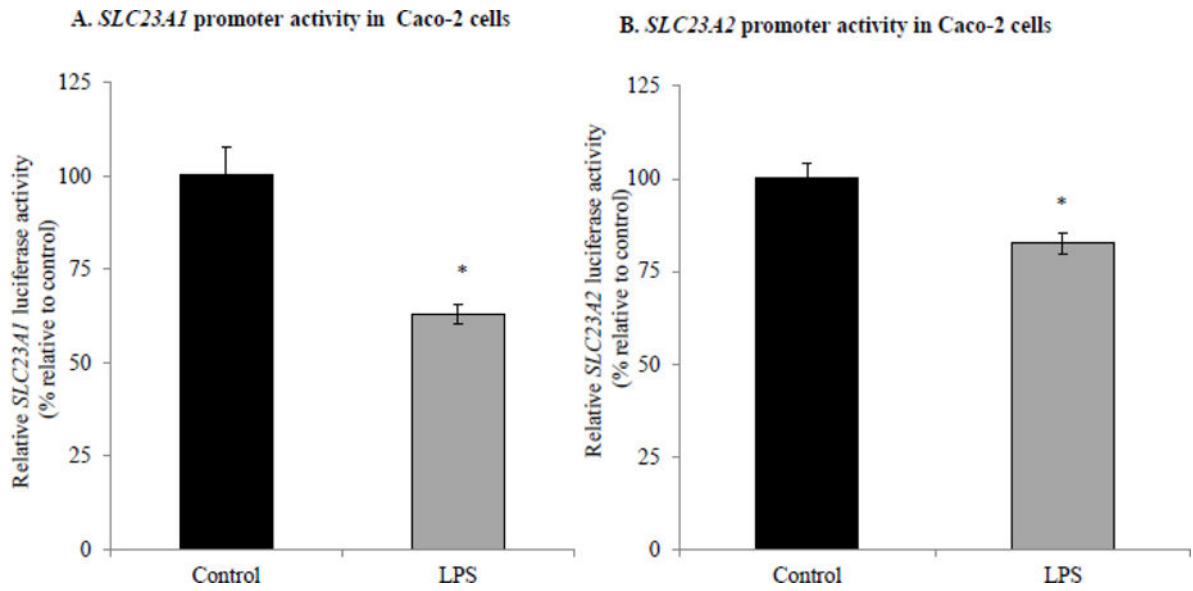 A. SLC23A1 promoter activity in Caco-2 cells
Relative SLC23A1 luciferase activity
(% relative to control)
125
100
75
50
25
0
*
Control
LPS
B. SLC23A2 promoter activity in Caco-2 cells
Relative SLC23A2 luciferase activity
(% relative to control)
125
100
75
50
25
0
*
Control
LPS